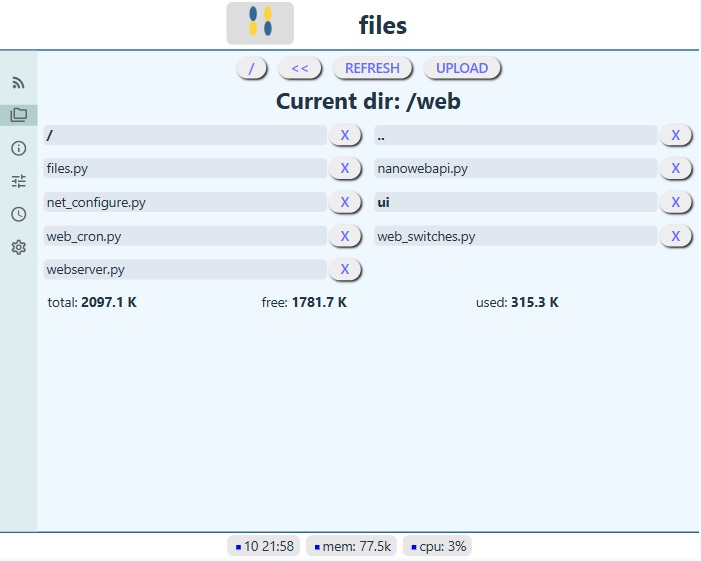 files
/ << REFRESH UPLOAD
Current dir: /web
/ X .. X
files.py X nanowebapi.py X
net_configure.py X ui X
web_cron.py X web_switches.py X
webserver.py X
total: 2097.1 K free: 1781.7 K used: 315.3 K
10 21:58 mem: 77.5k cpu: 3%